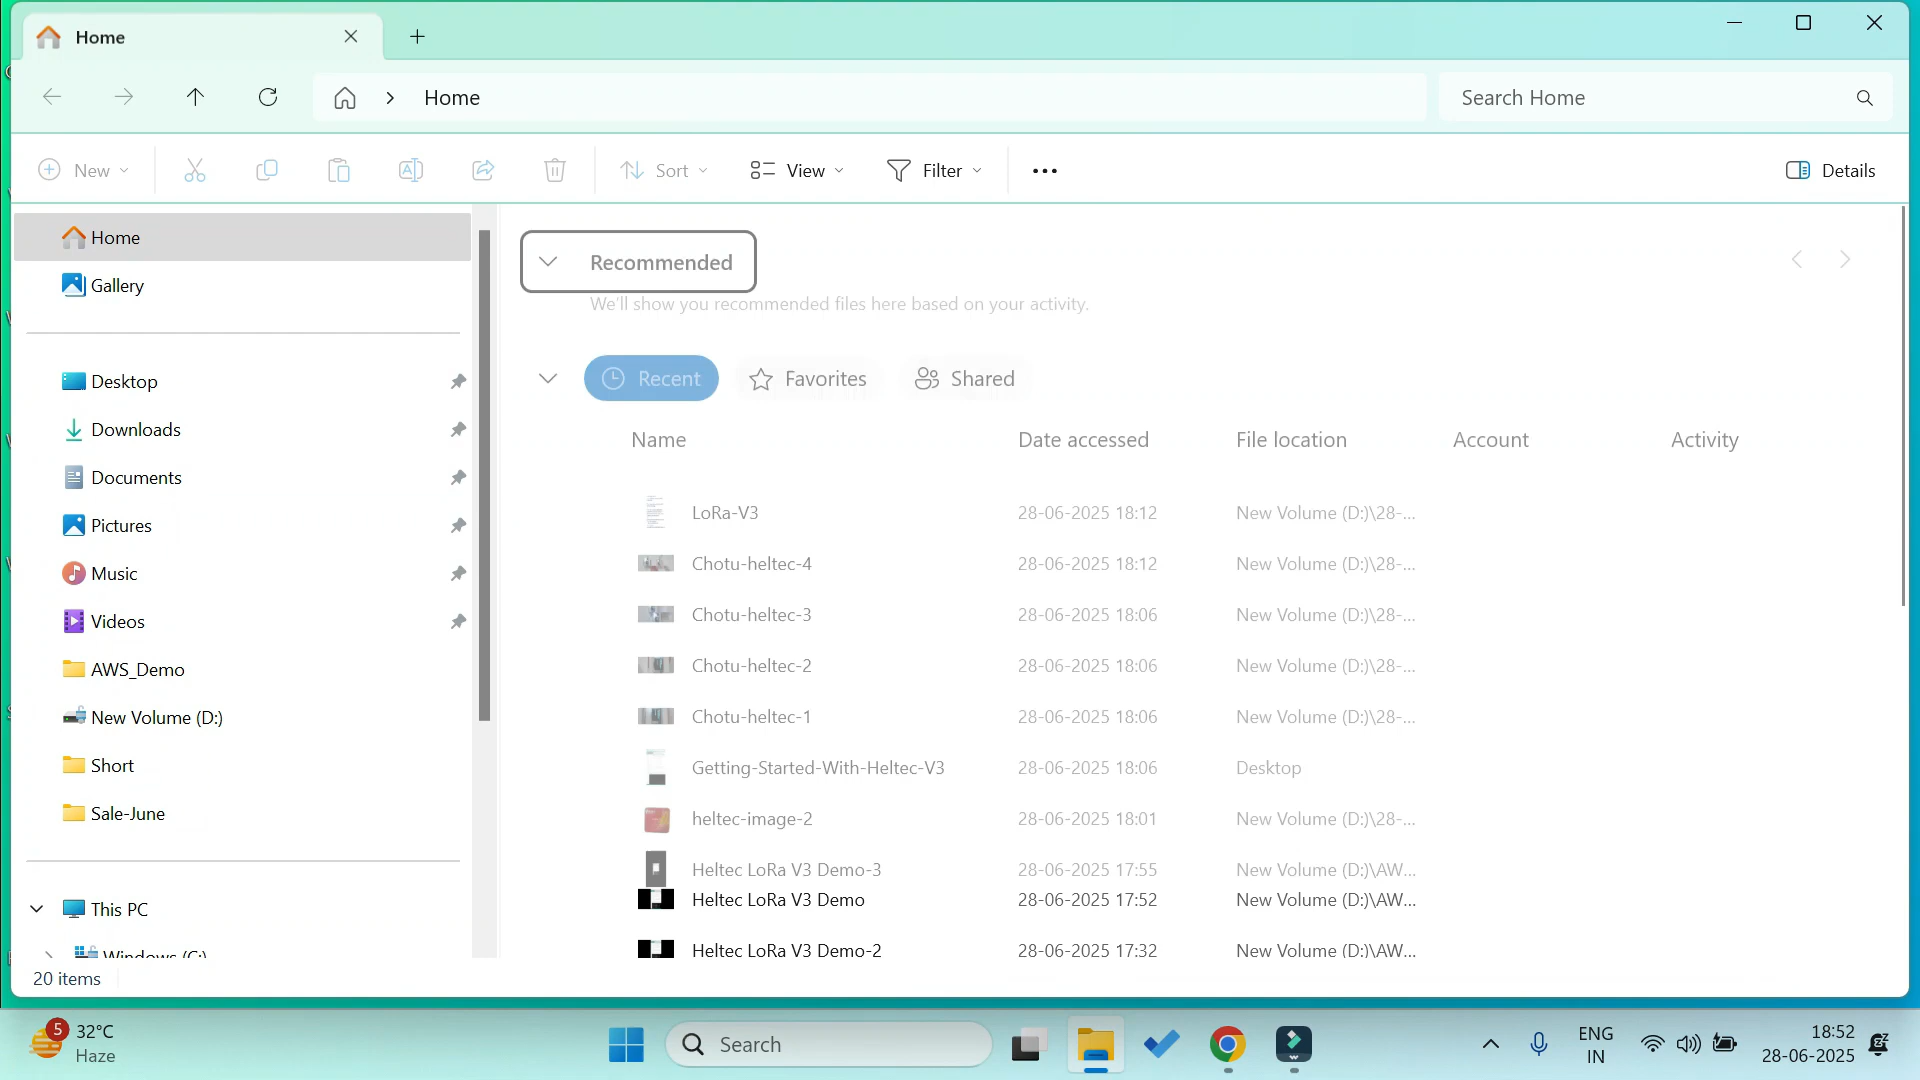 Home
Home
Search Home
New
Sort
View
Filter
Details
Home
Gallery
Desktop
Downloads
Documents
Pictures
Music
Videos
AWS_Demo
New Volume (D:)
Short
Sale-June
This PC
Windows (C:)
20 items
Recommended
We'll show you recommended files here based on your activity.
Recent Favorites Shared
Name Date accessed File location Account Activity
LoRa-V3 28-06-2025 18:12 New Volume (D:)\28-...
Chotu-heltec-4 28-06-2025 18:12 New Volume (D:)\28-...
Chotu-heltec-3 28-06-2025 18:06 New Volume (D:)\28-...
Chotu-heltec-2 28-06-2025 18:06 New Volume (D:)\28-...
Chotu-heltec-1 28-06-2025 18:06 New Volume (D:)\28-...
Getting-Started-With-Heltec-V3 28-06-2025 18:06 Desktop
heltec-image-2 28-06-2025 18:01 New Volume (D:)\28-...
Heltec LoRa V3 Demo-3 28-06-2025 17:55 New Volume (D:)\AW...
Heltec LoRa V3 Demo 28-06-2025 17:52 New Volume (D:)\AW...
Heltec LoRa V3 Demo-2 28-06-2025 17:32 New Volume (D:)\AW...
5
32°C
Haze
Search
ENG
IN
18:52
28-06-2025